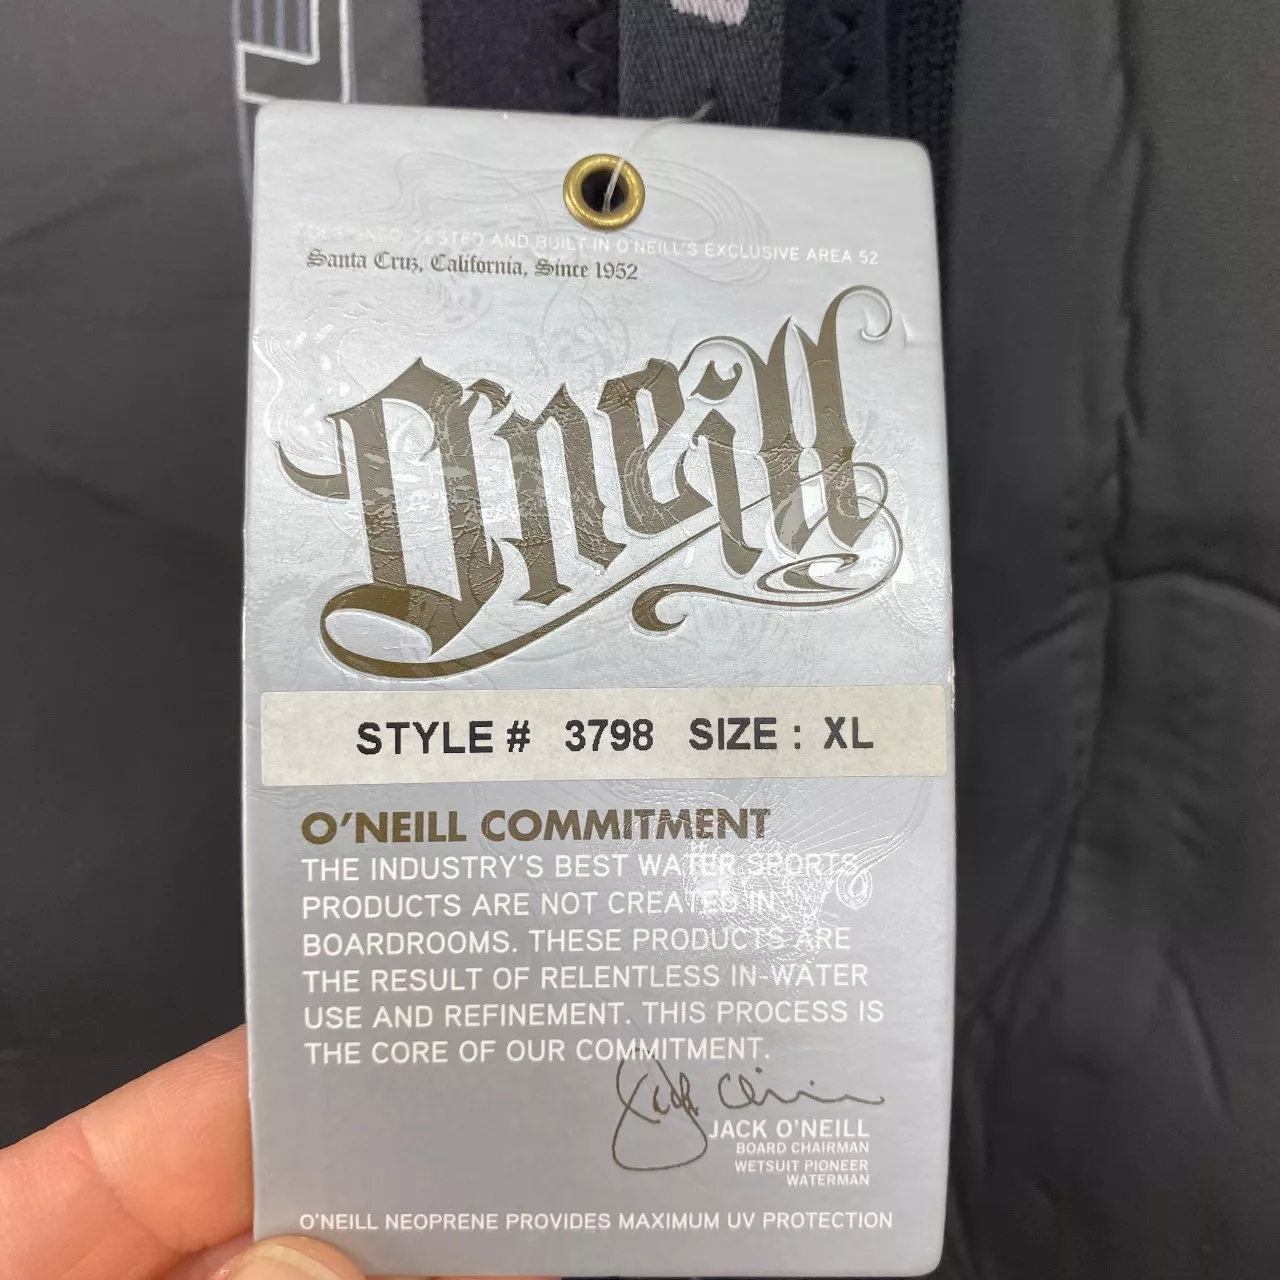 DESIGNED, TESTED AND BUILT IN O'NEILL'S EXCLUSIVE AREA 52
Santa Cruz, California, Since 1952
O'neill
STYLE # 3798 SIZE : XL
O'NEILL COMMITMENT
THE INDUSTRY'S BEST WATER SPORTS
PRODUCTS ARE NOT CREATED IN
BOARDROOMS. THESE PRODUCTS ARE
THE RESULT OF RELENTLESS IN-WATER
USE AND REFINEMENT. THIS PROCESS IS
THE CORE OF OUR COMMITMENT.
JACK O'NEILL
BOARD CHAIRMAN
WETSUIT PIONEER
WATERMAN
O'NEILL NEOPRENE PROVIDES MAXIMUM UV PROTECTION